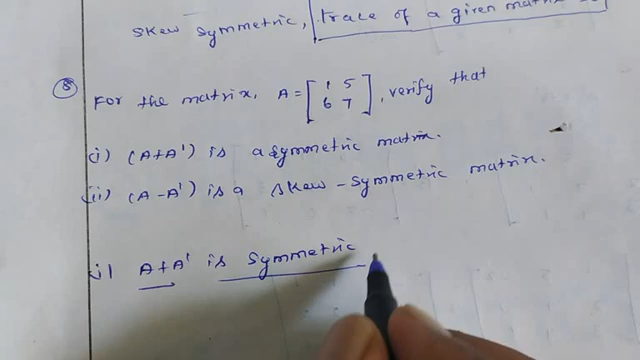 Skew symmetric, trace of a given matrix
8 For the matrix, A = [1 5 6 7], verify that
(i) (A+A') is a symmetric matrix.
(ii) (A-A') is a skew-symmetric matrix.
(i) A+A' is symmetric